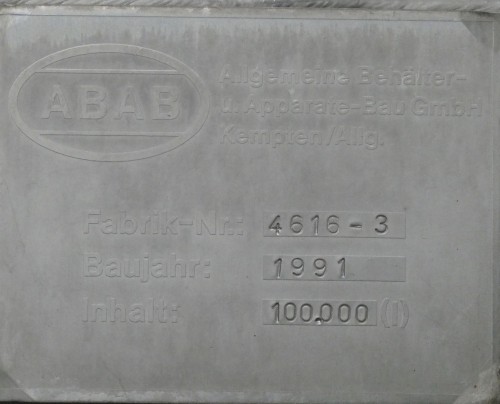 ABAB
Allgemeine Behälter-
u. Apparate-Bau GmbH
Kempten/Allg.
Fabrik-Nr.: 4616-3
Baujahr: 1991
Inhalt: 100.000 (l)